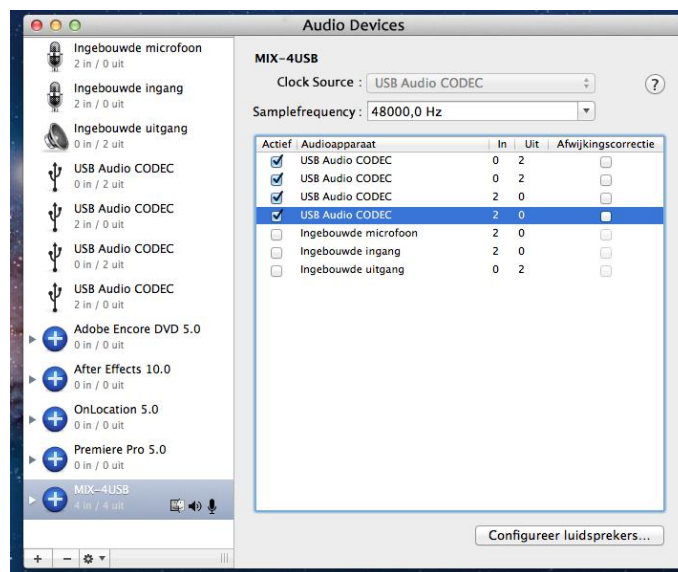 Audio Devices
Ingebouwde microfoon
2 in / 0 uit
Ingebouwde ingang
2 in / 0 uit
Ingebouwde uitgang
0 in / 2 uit
USB Audio CODEC
0 in / 2 uit
USB Audio CODEC
2 in / 0 uit
USB Audio CODEC
0 in / 2 uit
USB Audio CODEC
2 in / 0 uit
Adobe Encore DVD 5.0
0 in / 0 uit
After Effects 10.0
0 in / 0 uit
OnLocation 5.0
0 in / 0 uit
Premiere Pro 5.0
0 in / 0 uit
MIX-4USB
4 in / 4 uit
+ −
MIX-4USB
Clock Source : USB Audio CODEC ?
Samplefrequency : 48000,0 Hz
Actief Audioapparaat In Uit Afwijkingscorrectie
USB Audio CODEC 0 2
USB Audio CODEC 0 2
USB Audio CODEC 2 0
USB Audio CODEC 2 0
Ingebouwde microfoon 2 0
Ingebouwde ingang 2 0
Ingebouwde uitgang 0 2
Configureer luidsprekers...